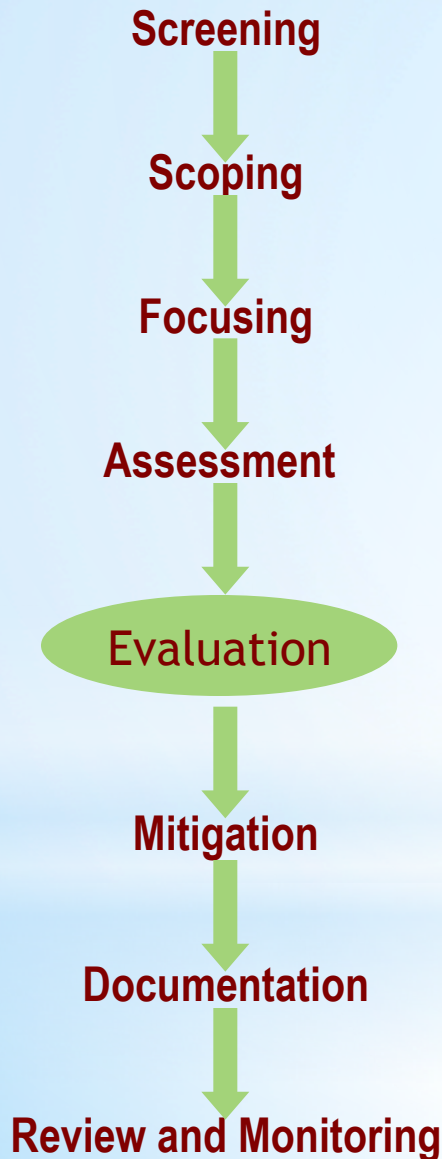 Screening
Scoping
Focusing
Assessment
Evaluation
Mitigation
Documentation
Review and Monitoring